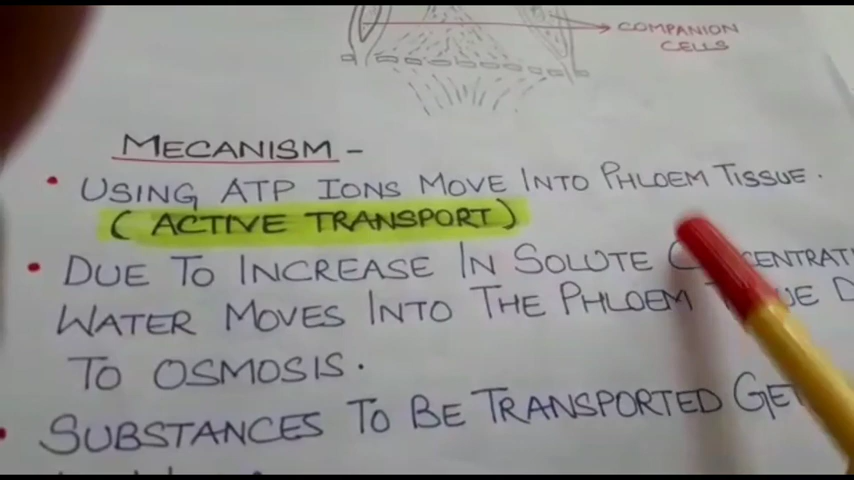 COMPANION
CELLS
MECANISM -
• USING ATP IONS MOVE INTO PHLOEM TISSUE.
( ACTIVE TRANSPORT )
• DUE TO INCREASE IN SOLUTE
WATER MOVES INTO THE PHLOEM
TO OSMOSIS.
• SUBSTANCES TO BE TRANSPORTED GET